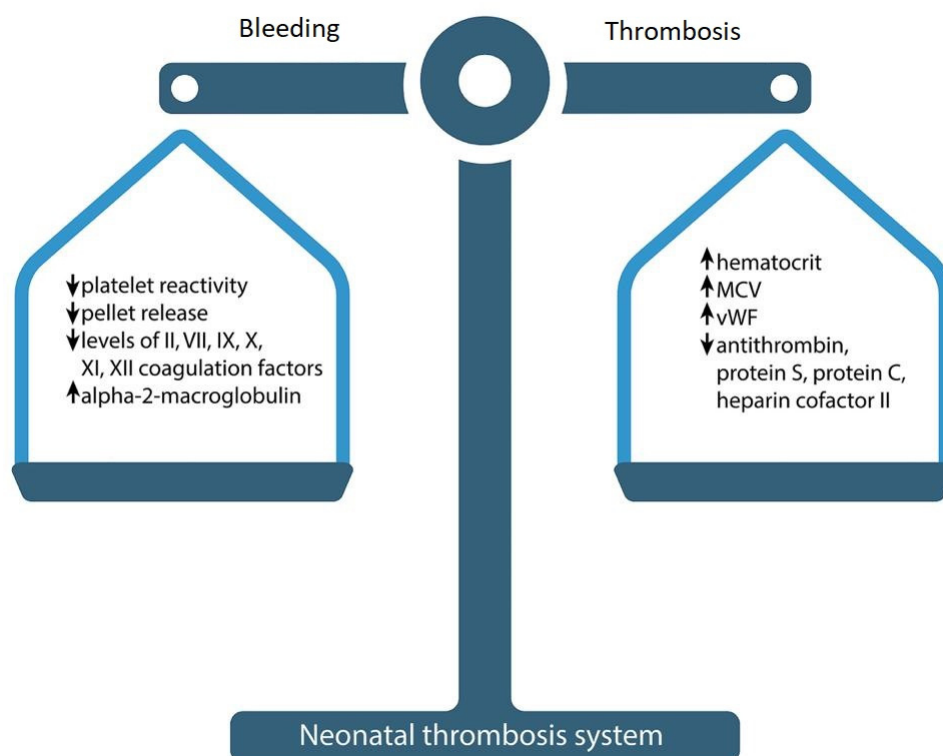 Bleeding
Thrombosis
↓platelet reactivity
↓pellet release
↓levels of II, VII, IX, X,
XI, XII coagulation factors
↑alpha-2-macroglobulin
↑hematocrit
↑MCV
↑vWF
↓antithrombin,
protein S, protein C,
heparin cofactor II
Neonatal thrombosis system